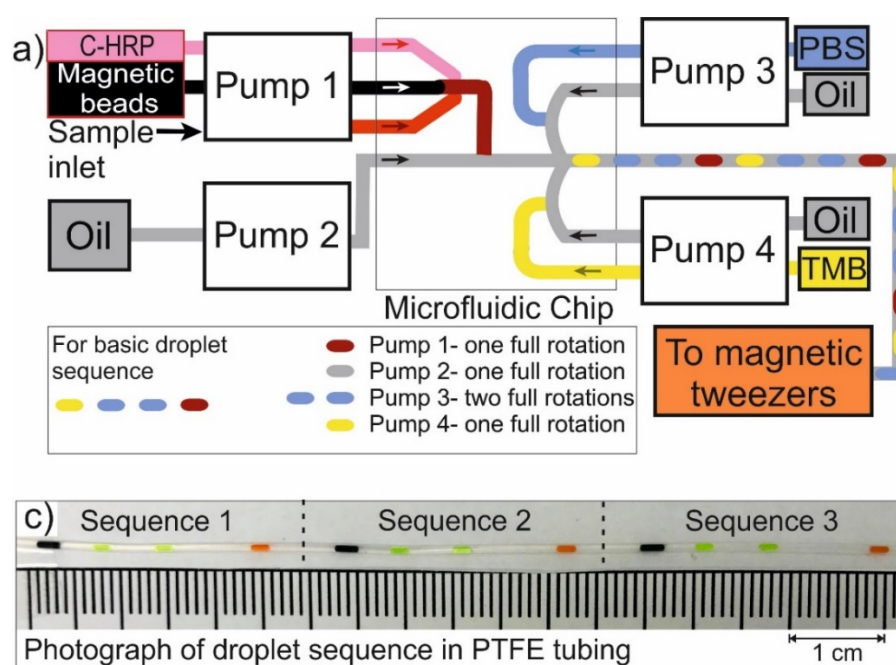 a)
C-HRP
Magnetic
beads
Sample
inlet
Pump 1
Pump 3
PBS
Oil
Oil
Pump 2
Pump 4
Oil
TMB
Microfluidic Chip
For basic droplet
sequence
Pump 1- one full rotation
Pump 2- one full rotation
Pump 3- two full rotations
Pump 4- one full rotation
To magnetic
tweezers
c)
Sequence 1
Sequence 2
Sequence 3
Photograph of droplet sequence in PTFE tubing
1 cm